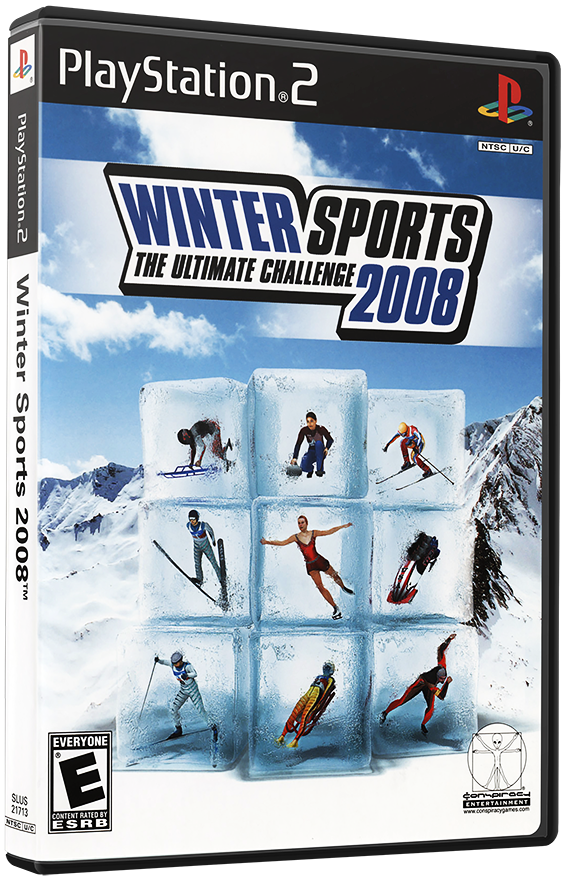 PlayStation®2
NTSC U/C
WINTER SPORTS
THE ULTIMATE CHALLENGE
2008
PlayStation®2
Winter Sports 2008™
SLUS
21713
NTSC U/C
EVERYONE
E
®
CONTENT RATED BY
ESRB
conspiracy
ENTERTAINMENT
www.conspiracygames.com